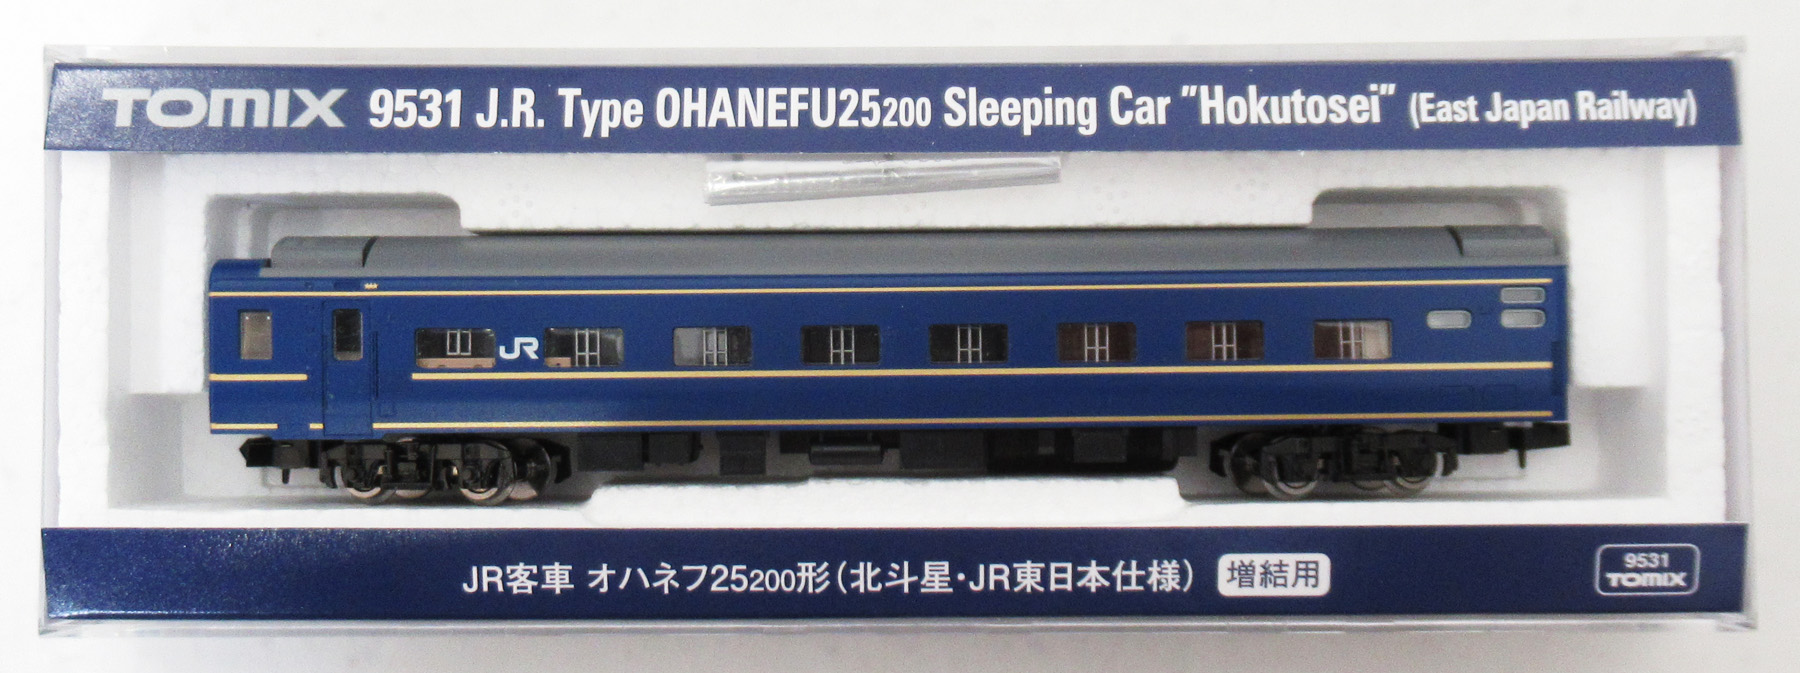 TOMIX 9531 J.R. Type OHANEFU25200 Sleeping Car "Hokutosei" (East Japan Railway)
JR
JR客車 オハネフ25200形(北斗星・JR東日本仕様) 増結用
9531
TOMIX